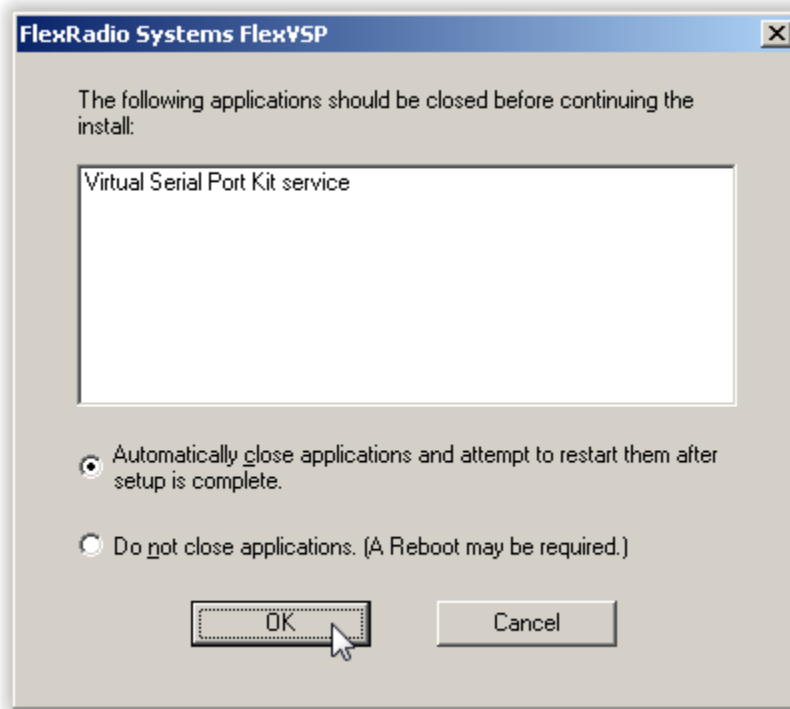 FlexRadio Systems FlexVSP
The following applications should be closed before continuing the
install:
Virtual Serial Port Kit service
Automatically close applications and attempt to restart them after
setup is complete.
Do not close applications. (A Reboot may be required.)
OK
Cancel